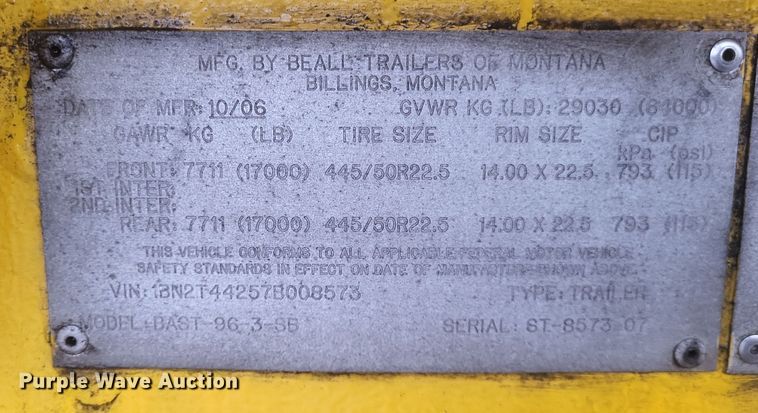 MFG. BY BEALL TRAILERS OF MONTANA
BILLINGS, MONTANA
DATE OF MFR: 10/06 GVWR KG (LB): 29030 (64000)
GAWR KG (LB) TIRE SIZE RIM SIZE CIP
kPa (psi)
FRONT: 7711 (17000) 445/50R22.5 14.00 X 22.5 793 (115)
1ST INTER:
2ND INTER:
REAR: 7711 (17000) 445/50R22.5 14.00 X 22.5 793 (115)
THIS VEHICLE CONFORMS TO ALL APPLICABLE FEDERAL MOTOR VEHICLE
SAFETY STANDARDS IN EFFECT ON DATE OF MANUFACTURE SHOWN ABOVE.
VIN: 1BN2T44257B008573 TYPE: TRAILER
MODEL: BAST-96-3-SB SERIAL: ST-8573-07
Purple Wave Auction